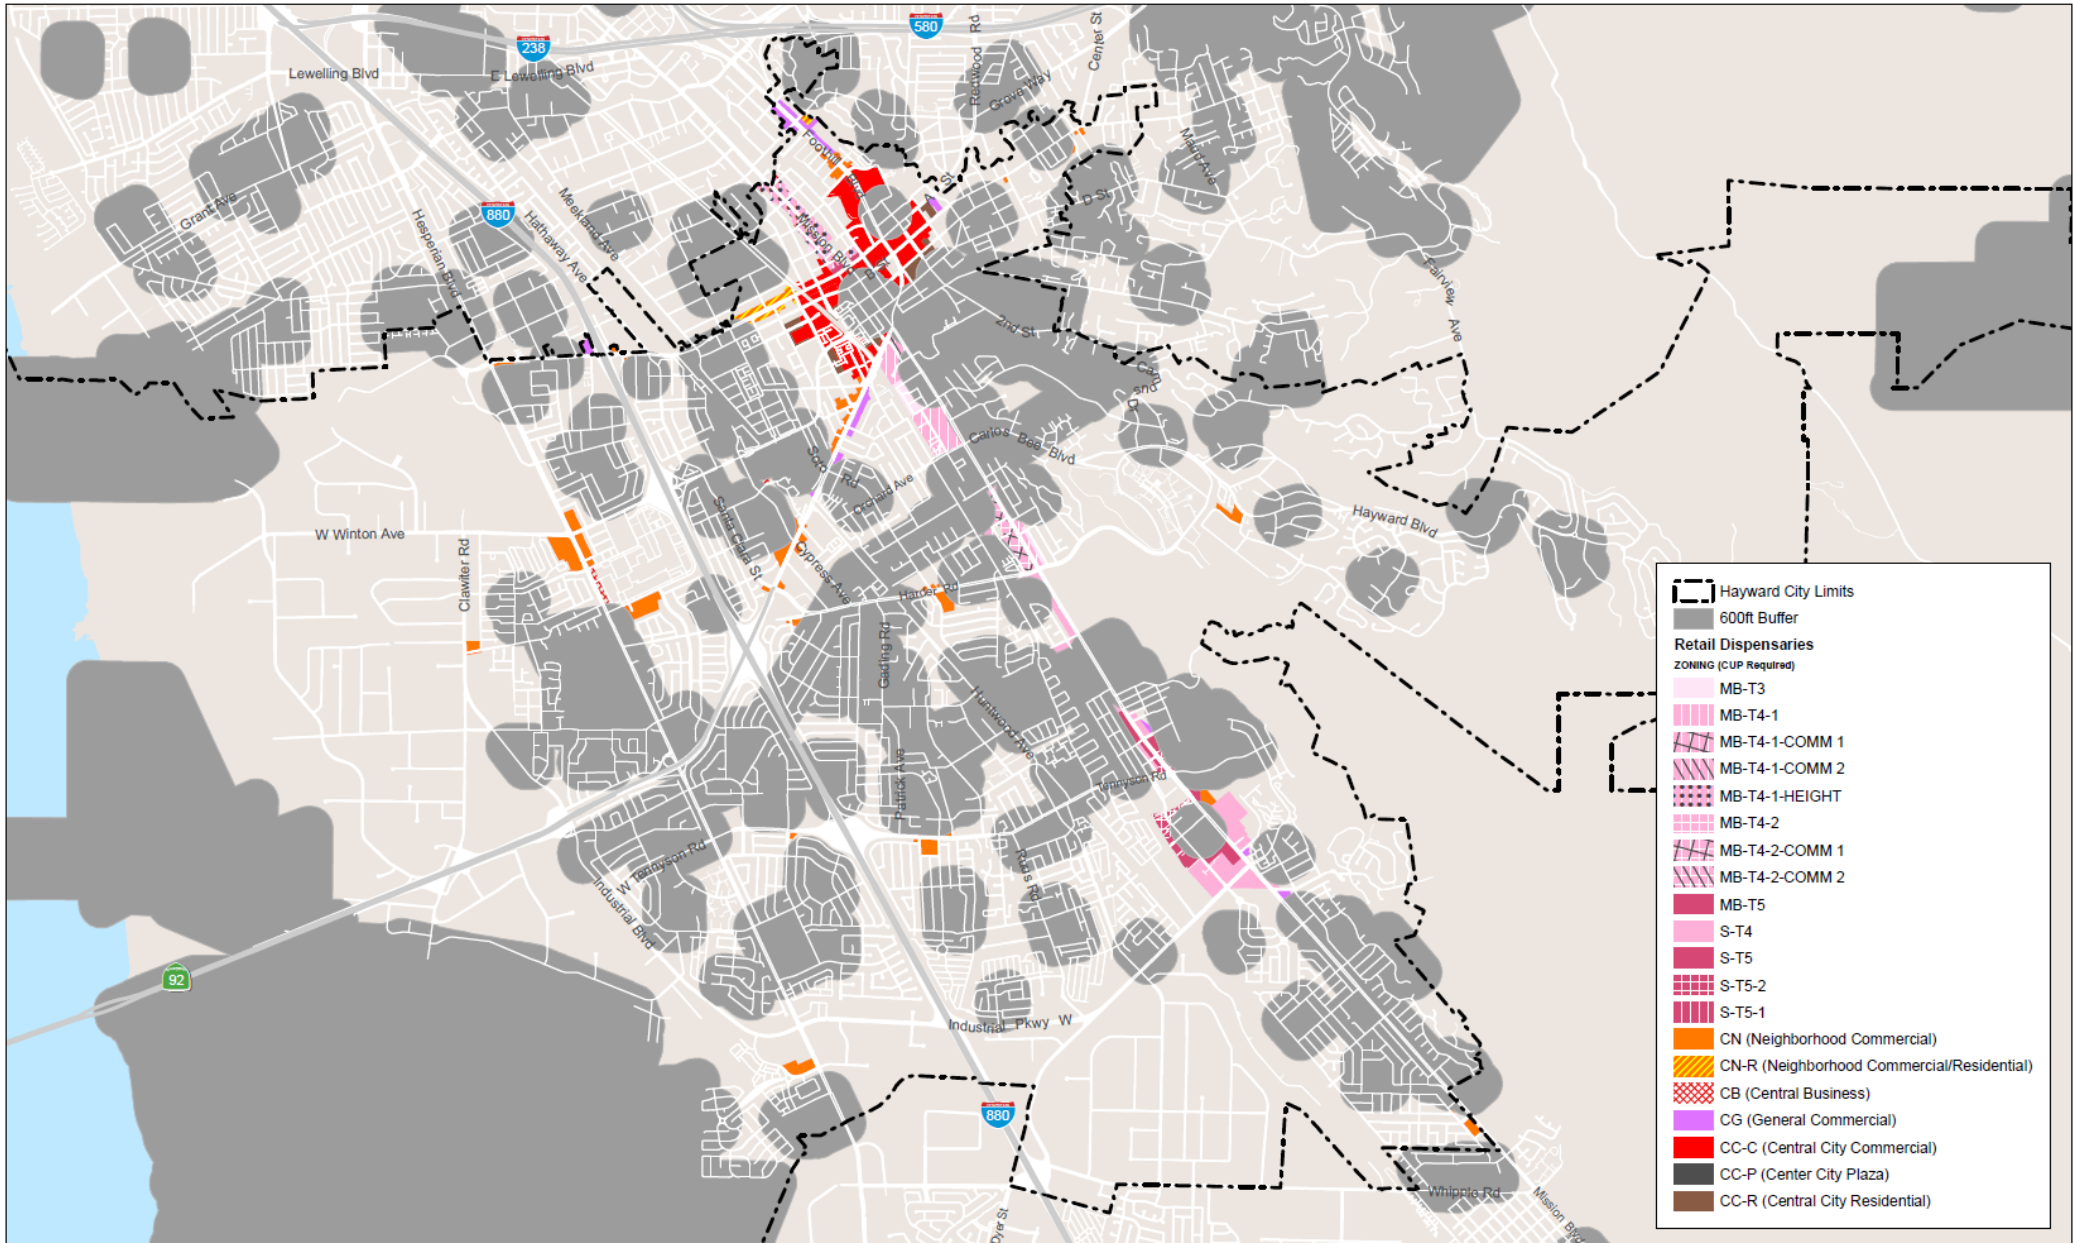 580
238
Redwood Rd
Center St
Lewelling Blvd
E Lewelling Blvd
Grove Way
Foothill Blvd
Maud Ave
A St
D St
Grant Ave
880
Meekland Ave
Hathaway Ave
Hesperian Blvd
Mission Blvd
B St
2nd St
Fairview Ave
Campus Dr
Carlos Bee Blvd
Soto Rd
Orchard Ave
Hayward Blvd
W Winton Ave
Clawiter Rd
Santa Clara St
Cypress Ave
Harder Rd
Gading Rd
Huntwood Ave
Patrick Ave
Tennyson Rd
W Tennyson Rd
Ruus Rd
Industrial Blvd
92
Industrial Pkwy W
880
Dyer St
Whipple Rd
Mission Blvd
Hayward City Limits
600ft Buffer
Retail Dispensaries
ZONING (CUP Required)
MB-T3
MB-T4-1
MB-T4-1-COMM 1
MB-T4-1-COMM 2
MB-T4-1-HEIGHT
MB-T4-2
MB-T4-2-COMM 1
MB-T4-2-COMM 2
MB-T5
S-T4
S-T5
S-T5-2
S-T5-1
CN (Neighborhood Commercial)
CN-R (Neighborhood Commercial/Residential)
CB (Central Business)
CG (General Commercial)
CC-C (Central City Commercial)
CC-P (Center City Plaza)
CC-R (Central City Residential)